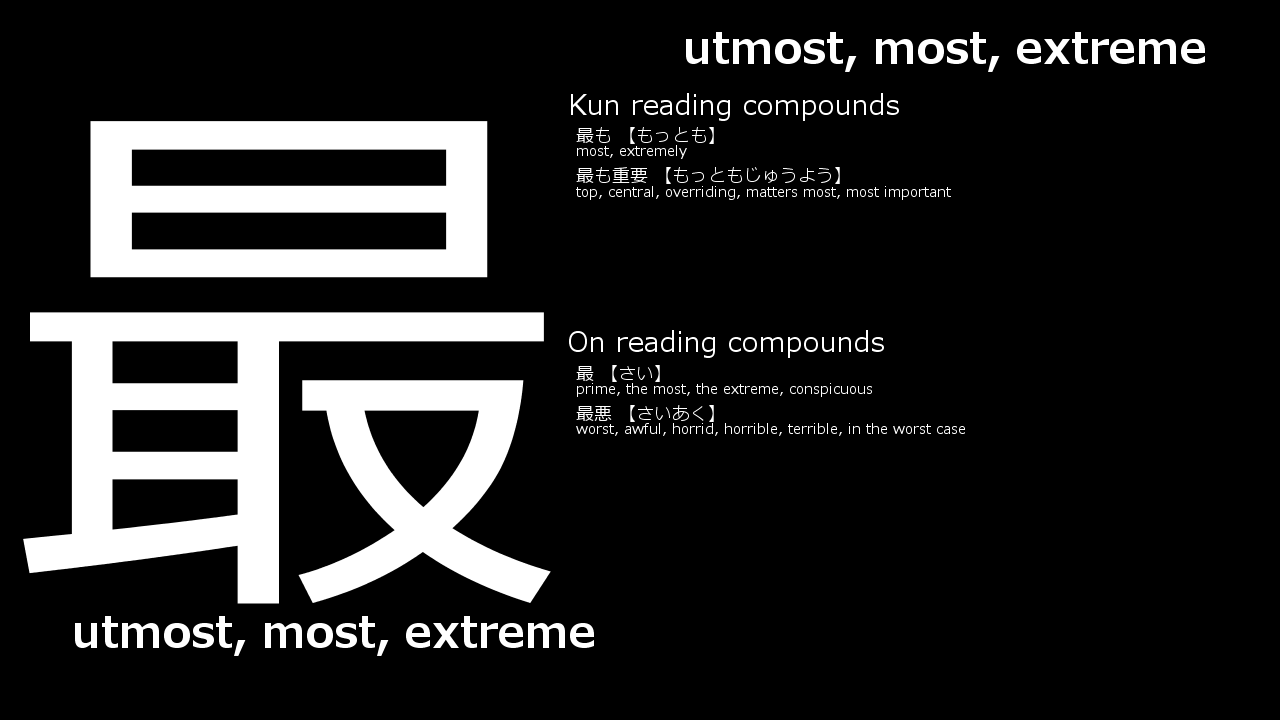 utmost, most, extreme
最
utmost, most, extreme
Kun reading compounds
最も 【もっとも】
most, extremely
最も重要 【もっともじゅうよう】
top, central, overriding, matters most, most important
On reading compounds
最 【さい】
prime, the most, the extreme, conspicuous
最悪 【さいあく】
worst, awful, horrid, horrible, terrible, in the worst case